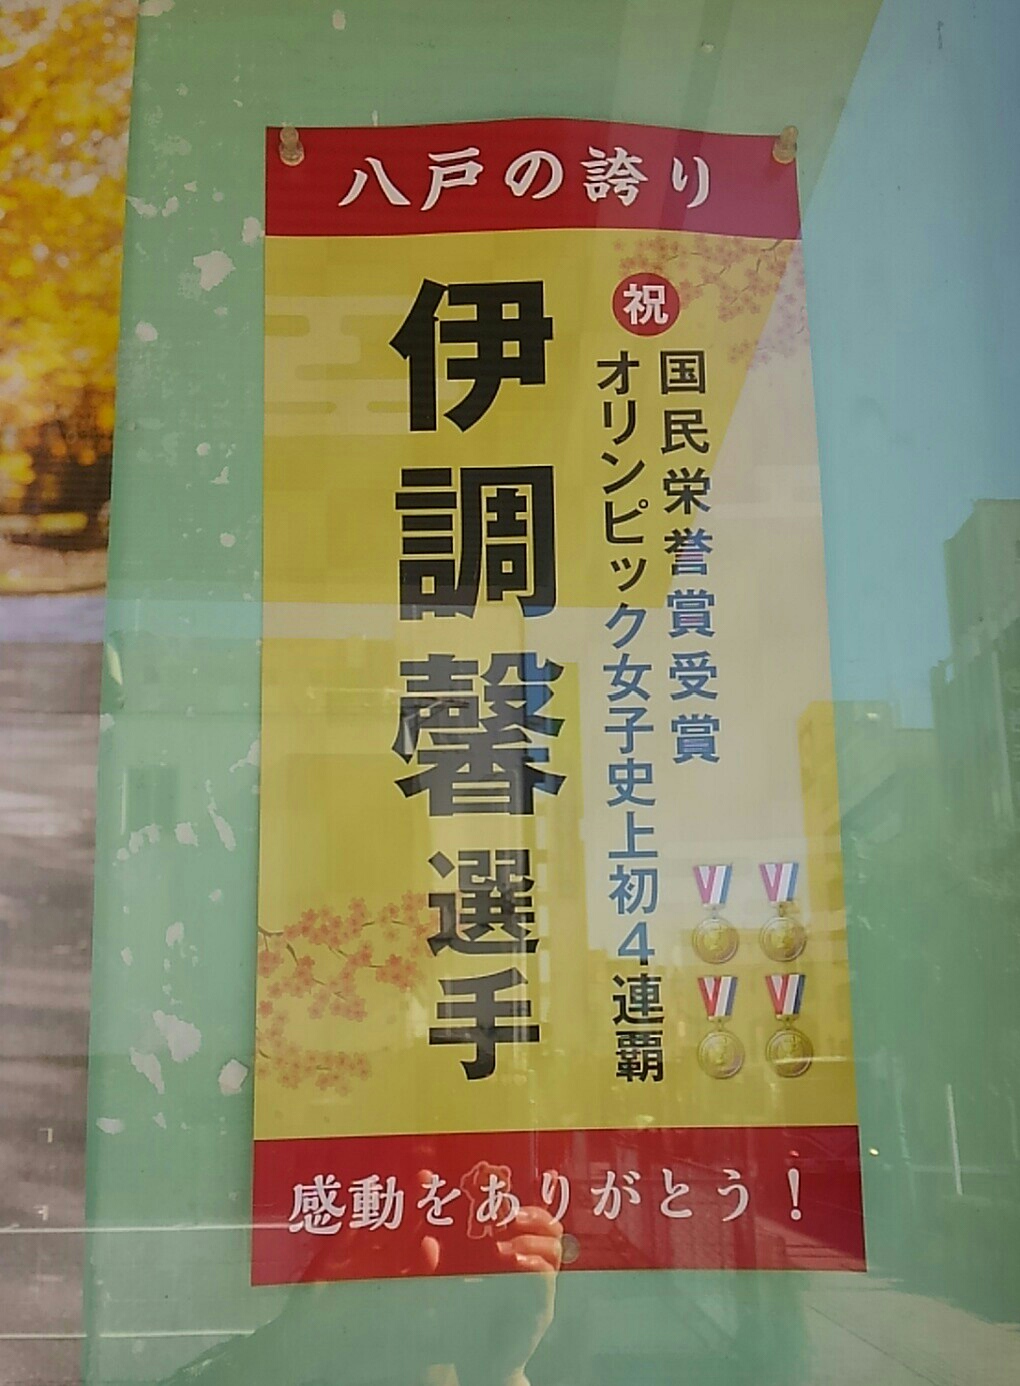 八戸の誇り
祝
国民栄誉賞受賞
オリンピック女子史上初4連覇
伊調馨選手
感動をありがとう！